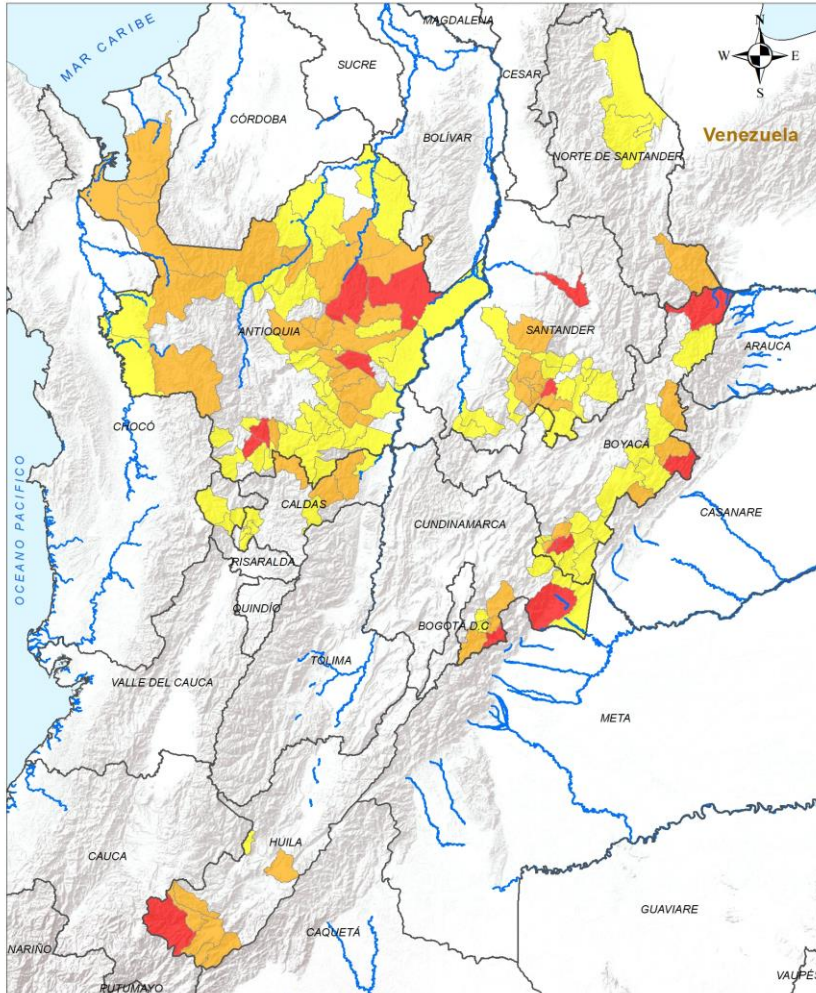 MAGDALENA
MAR CARIBE
N
W E
S
SUCRE
CESAR
CÓRDOBA
BOLÍVAR
Venezuela
NORTE DE SANTANDER
ANTIOQUIA
SANTANDER
ARAUCA
CHOCÓ
BOYACÁ
CALDAS
CUNDINAMARCA
CASANARE
OCEANO PACIFICO
RISARALDA
QUINDÍO
BOGOTÁ D.C
TOLIMA
VALLE DEL CAUCA
META
HUILA
CAUCA
GUAVIARE
CAQUETÁ
NARIÑO
PUTUMAYO
VAUPÉS